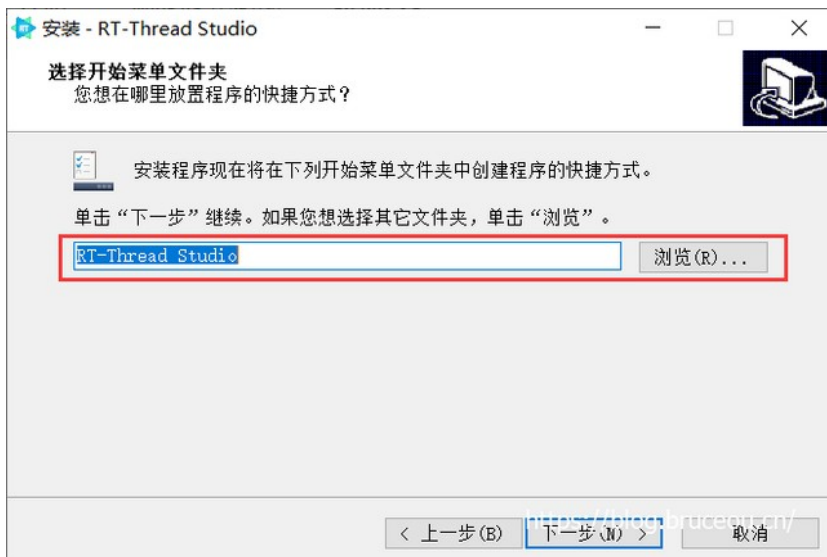 安装 - RT-Thread Studio
选择开始菜单文件夹
您想在哪里放置程序的快捷方式？
安装程序现在将在下列开始菜单文件夹中创建程序的快捷方式。
单击“下一步”继续。如果您想选择其它文件夹，单击“浏览”。
RT-Thread Studio
浏览(R)...
< 上一步(B)
下一步(N) >
取消
https://blog.bruceou.cn/